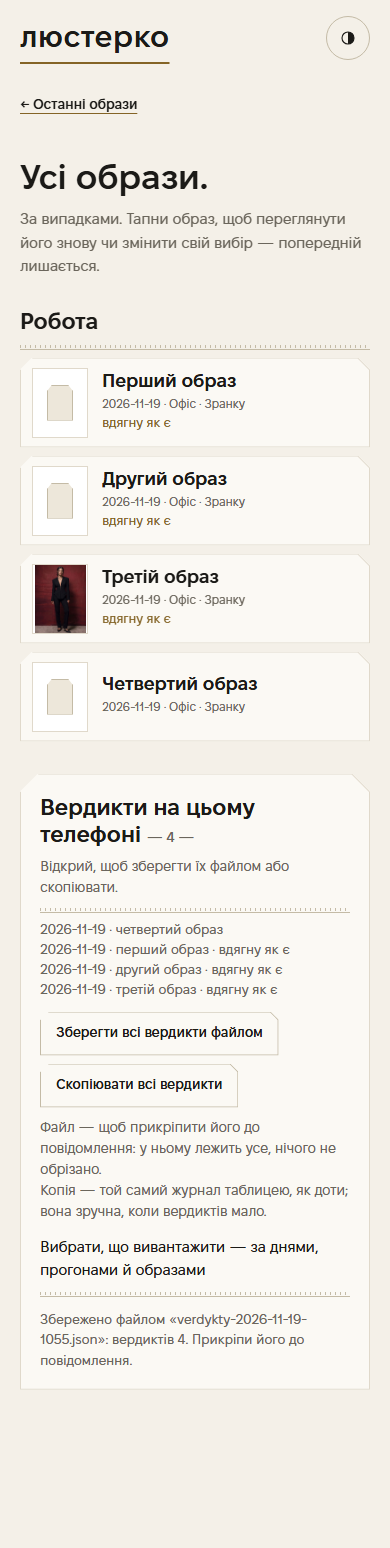 люстерко
← Останні образи
Усі образи.
За випадками. Тапни образ, щоб переглянути
його знову чи змінити свій вибір — попередній
лишається.
Робота
Перший образ
2026-11-19 · Офіс · Зранку
вдягну як є
Другий образ
2026-11-19 · Офіс · Зранку
вдягну як є
Третій образ
2026-11-19 · Офіс · Зранку
вдягну як є
Четвертий образ
2026-11-19 · Офіс · Зранку
Вердикти на цьому
телефоні — 4 —
Відкрий, щоб зберегти їх файлом або
скопіювати.
2026-11-19 · четвертий образ
2026-11-19 · перший образ · вдягну як є
2026-11-19 · другий образ · вдягну як є
2026-11-19 · третій образ · вдягну як є
Зберегти всі вердикти файлом
Скопіювати всі вердикти
Файл — щоб прикріпити його до
повідомлення: у ньому лежить усе, нічого не
обрізано.
Копія — той самий журнал таблицею, як доти;
вона зручна, коли вердиктів мало.
Вибрати, що вивантажити — за днями,
прогонами й образами
Збережено файлом «verdykty-2026-11-19-
1055.json»: вердиктів 4. Прикріпи його до
повідомлення.